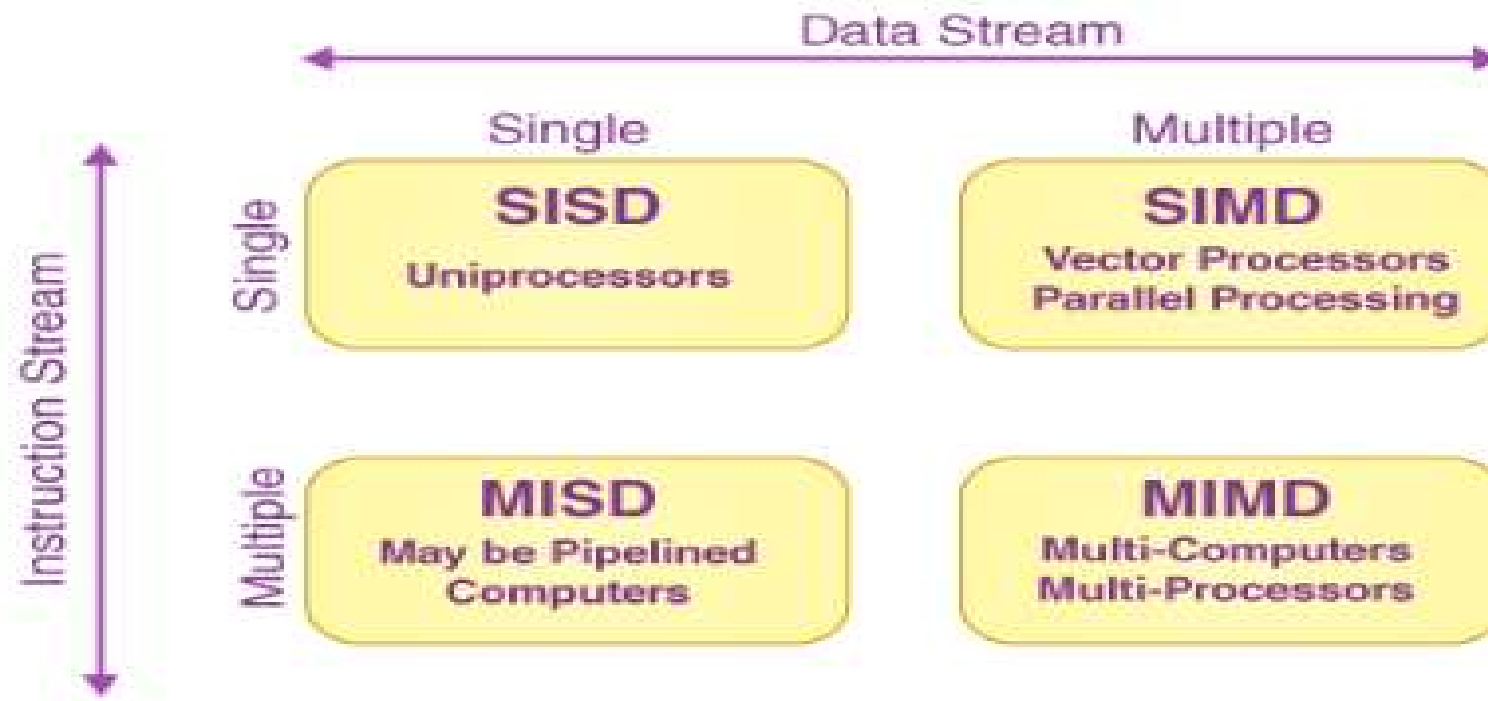 Data Stream
Single
Multiple
Instruction Stream
Single
SISD
Uniprocessors
SIMD
Vector Processors
Parallel Processing
Multiple
MISD
May be Pipelined
Computers
MIMD
Multi-Computers
Multi-Processors